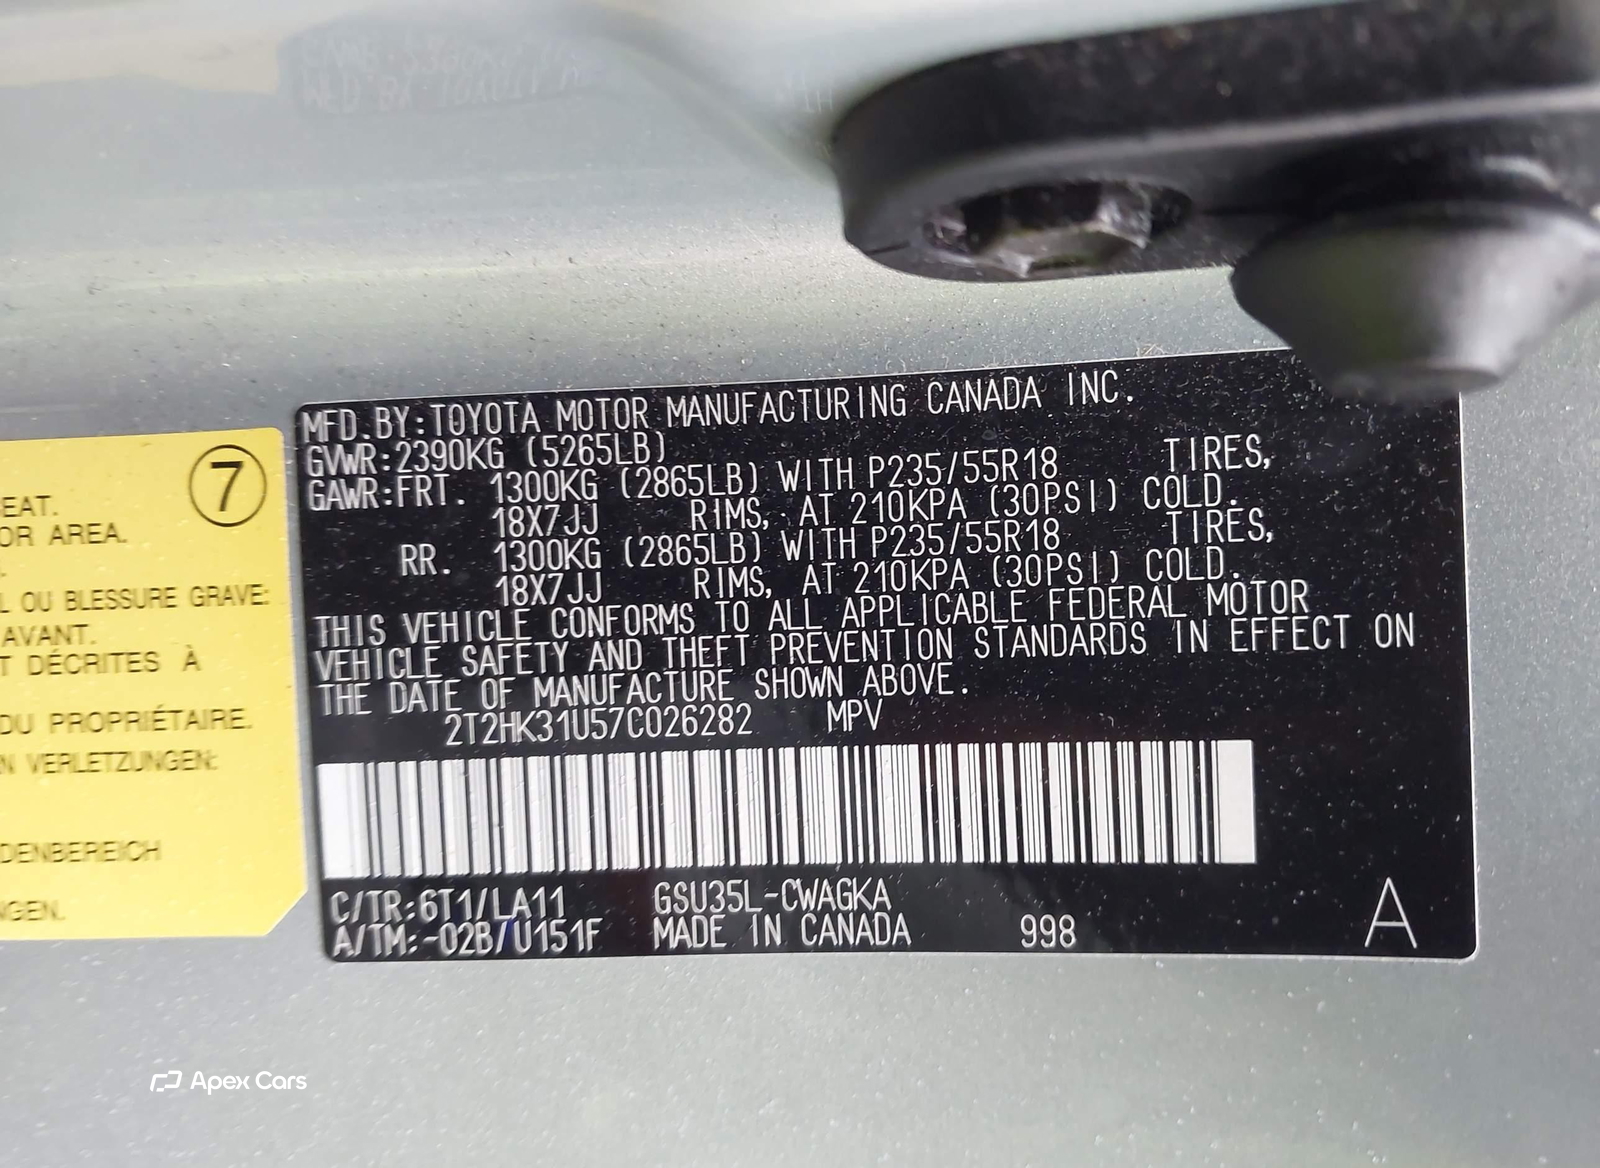 EAT.
OR AREA.
L OU BLESSURE GRAVE:
AVANT.
T DÉCRITES À
DU PROPRIÉTAIRE.
N VERLETZUNGEN:
DENBEREICH
NGEN.
7
MFD.BY:TOYOTA MOTOR MANUFACTURING CANADA INC.
GVWR:2390KG (5265LB)
GAWR:FRT. 1300KG (2865LB) WITH P235/55R18 TIRES,
18X7JJ RIMS, AT 210KPA (30PSI) COLD.
RR. 1300KG (2865LB) WITH P235/55R18 TIRES,
18X7JJ RIMS, AT 210KPA (30PSI) COLD.
THIS VEHICLE CONFORMS TO ALL APPLICABLE FEDERAL MOTOR
VEHICLE SAFETY AND THEFT PREVENTION STANDARDS IN EFFECT ON
THE DATE OF MANUFACTURE SHOWN ABOVE.
2T2HK31U57C026282 MPV
C/TR:6T1/LA11 GSU35L-CWAGKA
A/TM:-02B/U151F MADE IN CANADA 998 A
Apex Cars